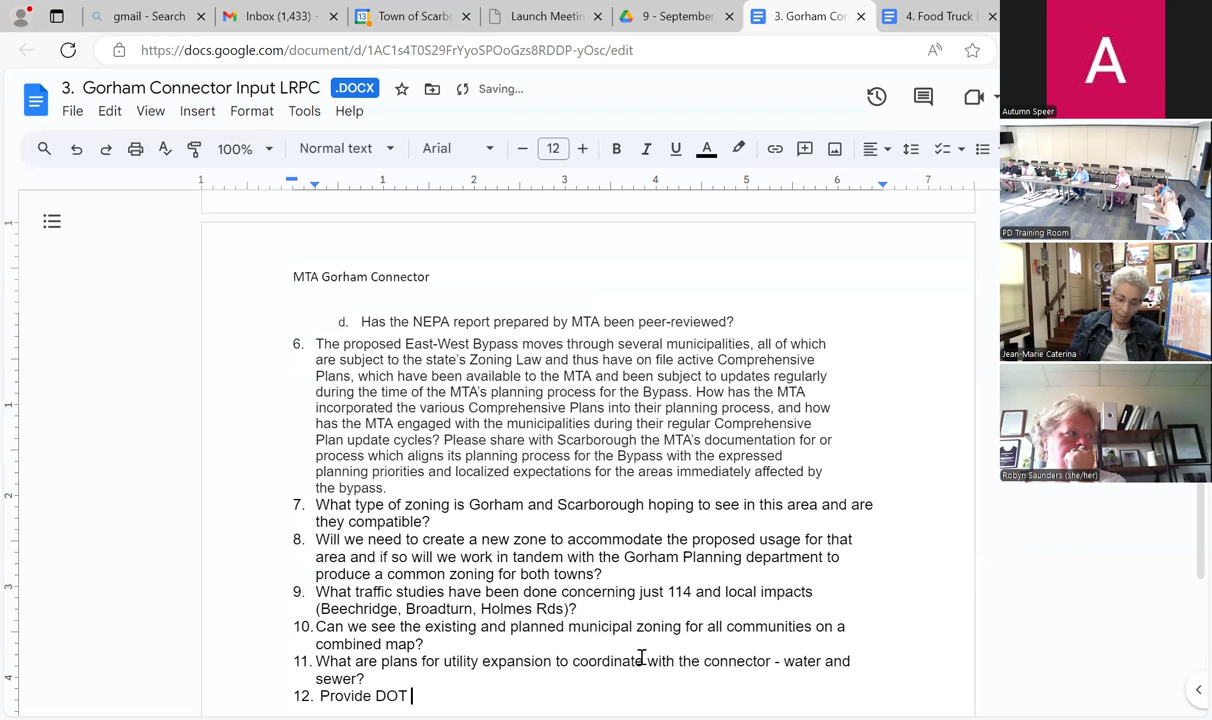 gmail - Search
Inbox (1,433) -
Town of Scarb
Launch Meetin
9 - September
3. Gorham Con
4. Food Truck
https://docs.google.com/document/d/1AC1s4T0S29FrYyoSPOoGzs8RDDP-yOsc/edit
3. Gorham Connector Input LRPC
.DOCX
Saving...
File Edit View Insert Format Tools Help
100% Normal text Arial 12
1 1 2 3 4 5 6 7
MTA Gorham Connector
d. Has the NEPA report prepared by MTA been peer-reviewed?
6. The proposed East-West Bypass moves through several municipalities, all of which
are subject to the state's Zoning Law and thus have on file active Comprehensive
Plans, which have been available to the MTA and been subject to updates regularly
during the time of the MTA's planning process for the Bypass. How has the MTA
incorporated the various Comprehensive Plans into their planning process, and how
has the MTA engaged with the municipalities during their regular Comprehensive
Plan update cycles? Please share with Scarborough the MTA's documentation for or
process which aligns its planning process for the Bypass with the expressed
planning priorities and localized expectations for the areas immediately affected by
the bypass.
7. What type of zoning is Gorham and Scarborough hoping to see in this area and are
they compatible?
8. Will we need to create a new zone to accommodate the proposed usage for that
area and if so will we work in tandem with the Gorham Planning department to
produce a common zoning for both towns?
9. What traffic studies have been done concerning just 114 and local impacts
(Beechridge, Broadturn, Holmes Rds)?
10. Can we see the existing and planned municipal zoning for all communities on a
combined map?
11. What are plans for utility expansion to coordinate with the connector - water and
sewer?
12. Provide DOT
A
Autumn Speer
PD Training Room
Jean-Marie Caterina
Robyn Saunders (she/her)